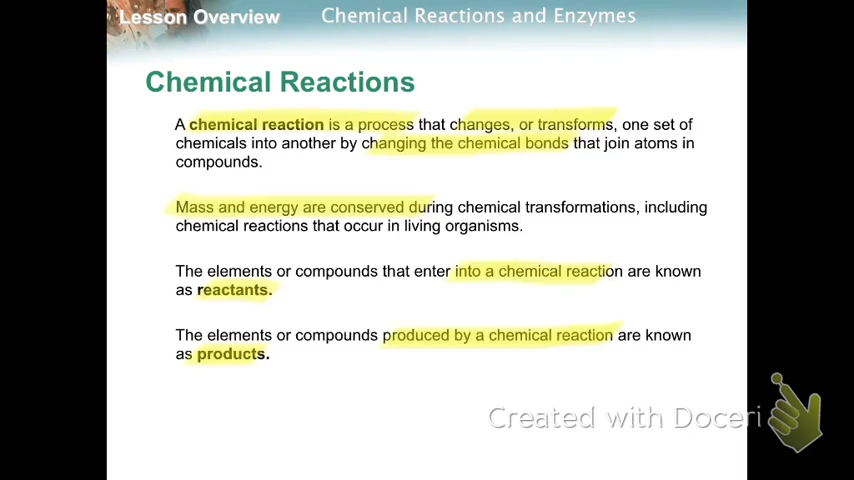 Lesson Overview Chemical Reactions and Enzymes
Chemical Reactions
A chemical reaction is a process that changes, or transforms, one set of
chemicals into another by changing the chemical bonds that join atoms in
compounds.
Mass and energy are conserved during chemical transformations, including
chemical reactions that occur in living organisms.
The elements or compounds that enter into a chemical reaction are known
as reactants.
The elements or compounds produced by a chemical reaction are known
as products.
Created with Doceri